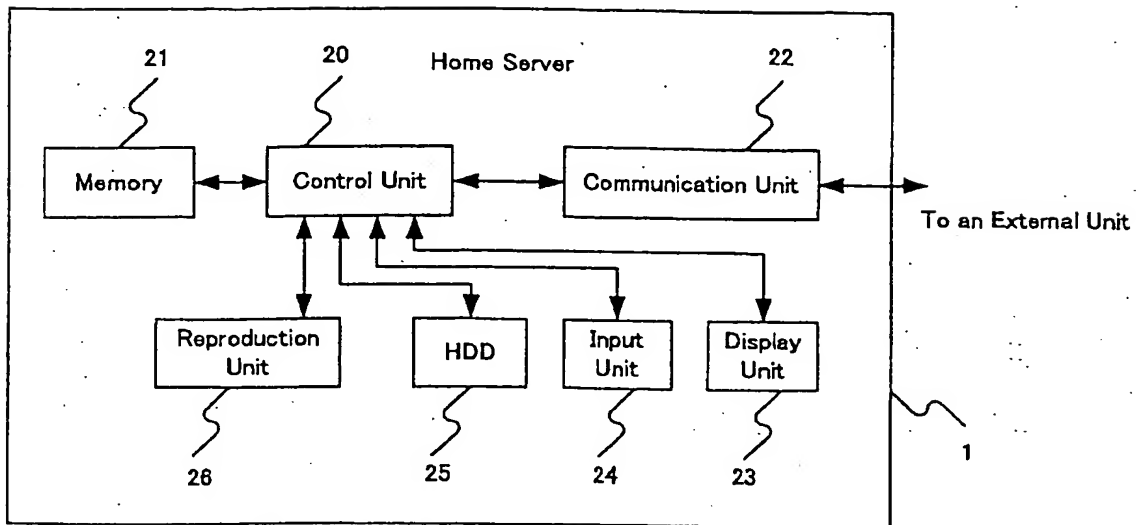 21
20
Home Server
22
Memory
Control Unit
Communication Unit
To an External Unit
Reproduction
Unit
HDD
Input
Unit
Display
Unit
26
25
24
23
1